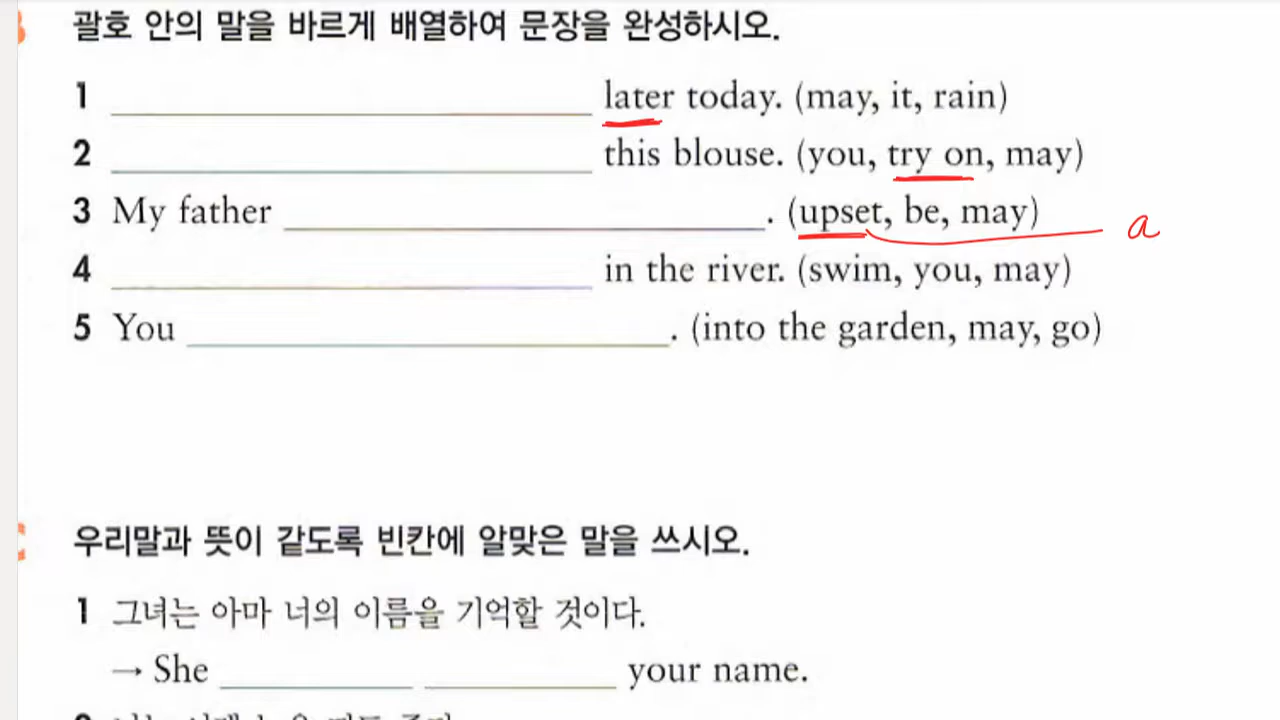 괄호 안의 말을 바르게 배열하여 문장을 완성하시오.
1 later today. (may, it, rain)
2 this blouse. (you, try on, may)
3 My father . (upset, be, may) a
4 in the river. (swim, you, may)
5 You . (into the garden, may, go)
우리말과 뜻이 같도록 빈칸에 알맞은 말을 쓰시오.
1 그녀는 아마 너의 이름을 기억할 것이다.
→ She your name.